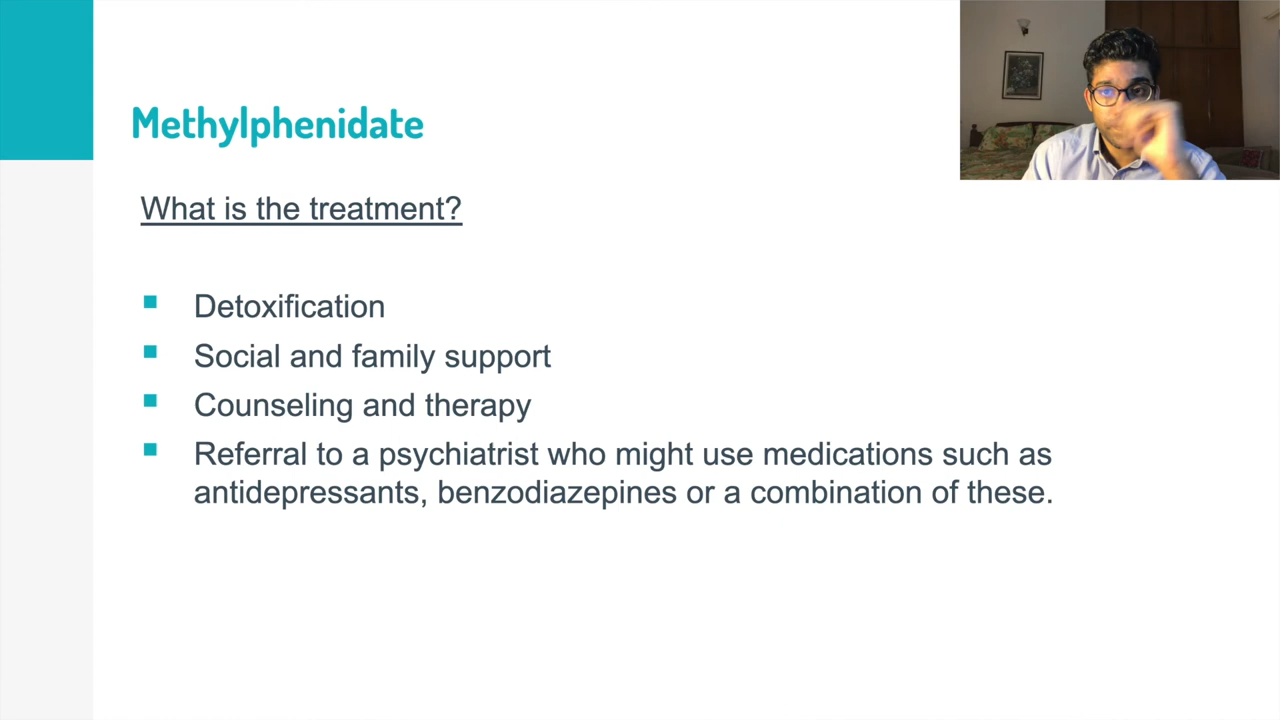 Methylphenidate
What is the treatment?
Detoxification
Social and family support
Counseling and therapy
Referral to a psychiatrist who might use medications such as
antidepressants, benzodiazepines or a combination of these.